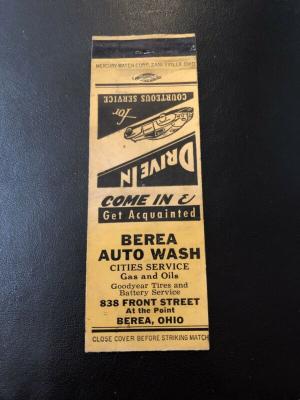 MERCURY MATCH CORP. ZANESVILLE, OHIO
DRIVE IN
for
COURTEOUS SERVICE
COME IN &
Get Acquainted
BEREA
AUTO WASH
CITIES SERVICE
Gas and Oils
Goodyear Tires and
Battery Service
838 FRONT STREET
At the Point
BEREA, OHIO
CLOSE COVER BEFORE STRIKING MATCH